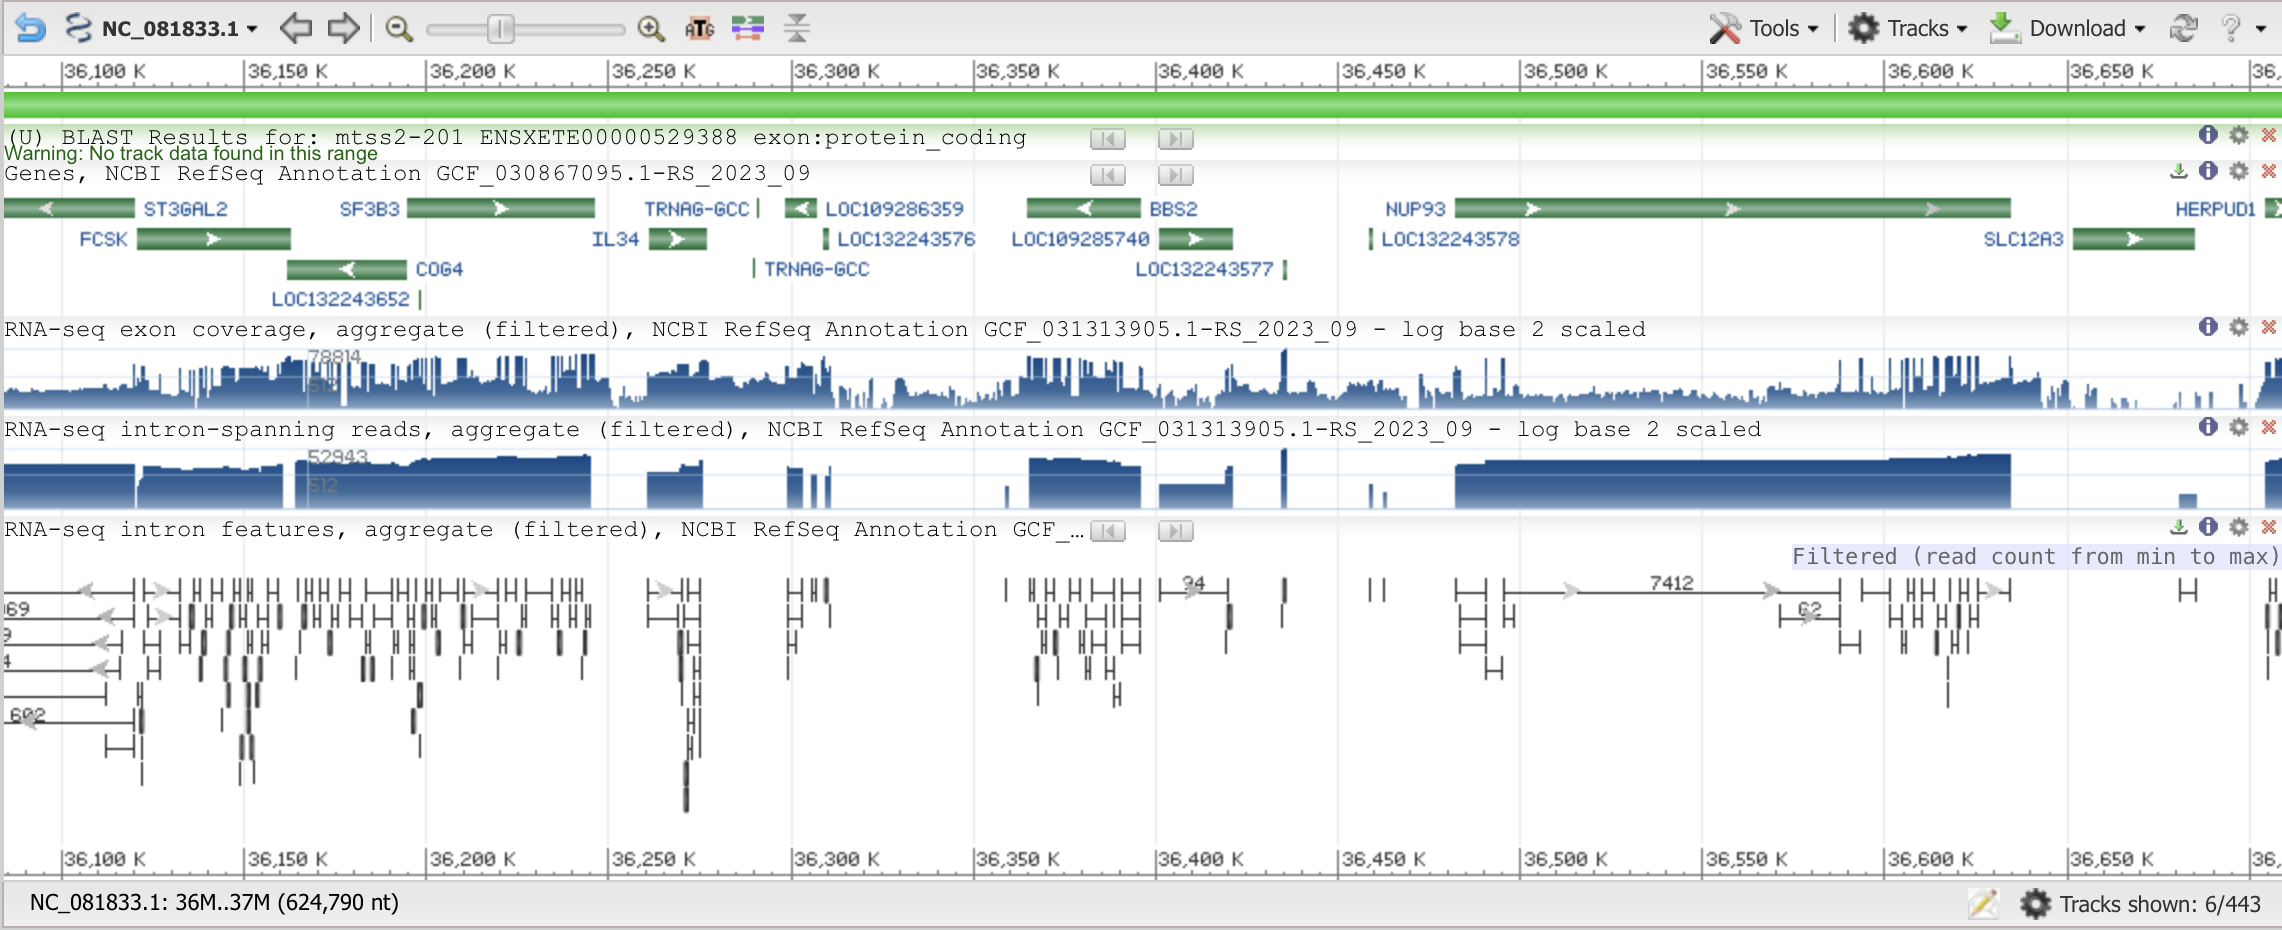 NC_081833.1 ATG Tools Tracks Download ?
36,100 K 36,150 K 36,200 K 36,250 K 36,300 K 36,350 K 36,400 K 36,450 K 36,500 K 36,550 K 36,600 K 36,650 K 36,
(U) BLAST Results for: mtss2-201 ENSXETE00000529388 exon:protein_coding
Warning: No track data found in this range
Genes, NCBI RefSeq Annotation GCF_030867095.1-RS_2023_09
ST3GAL2 SF3B3 TRNAG-GCC LOC109286359 BBS2 NUP93 HERPUD1
FCSK IL34 LOC132243576 LOC109285740 LOC132243578 SLC12A3
COG4 TRNAG-GCC LOC132243577
LOC132243652
RNA-seq exon coverage, aggregate (filtered), NCBI RefSeq Annotation GCF_031313905.1-RS_2023_09 - log base 2 scaled
78814
512
RNA-seq intron-spanning reads, aggregate (filtered), NCBI RefSeq Annotation GCF_031313905.1-RS_2023_09 - log base 2 scaled
52943
512
RNA-seq intron features, aggregate (filtered), NCBI RefSeq Annotation GCF_…
Filtered (read count from min to max)
94 7412
69 62
9
4
602
36,100 K 36,150 K 36,200 K 36,250 K 36,300 K 36,350 K 36,400 K 36,450 K 36,500 K 36,550 K 36,600 K 36,650 K 36,
NC_081833.1: 36M..37M (624,790 nt) Tracks shown: 6/443